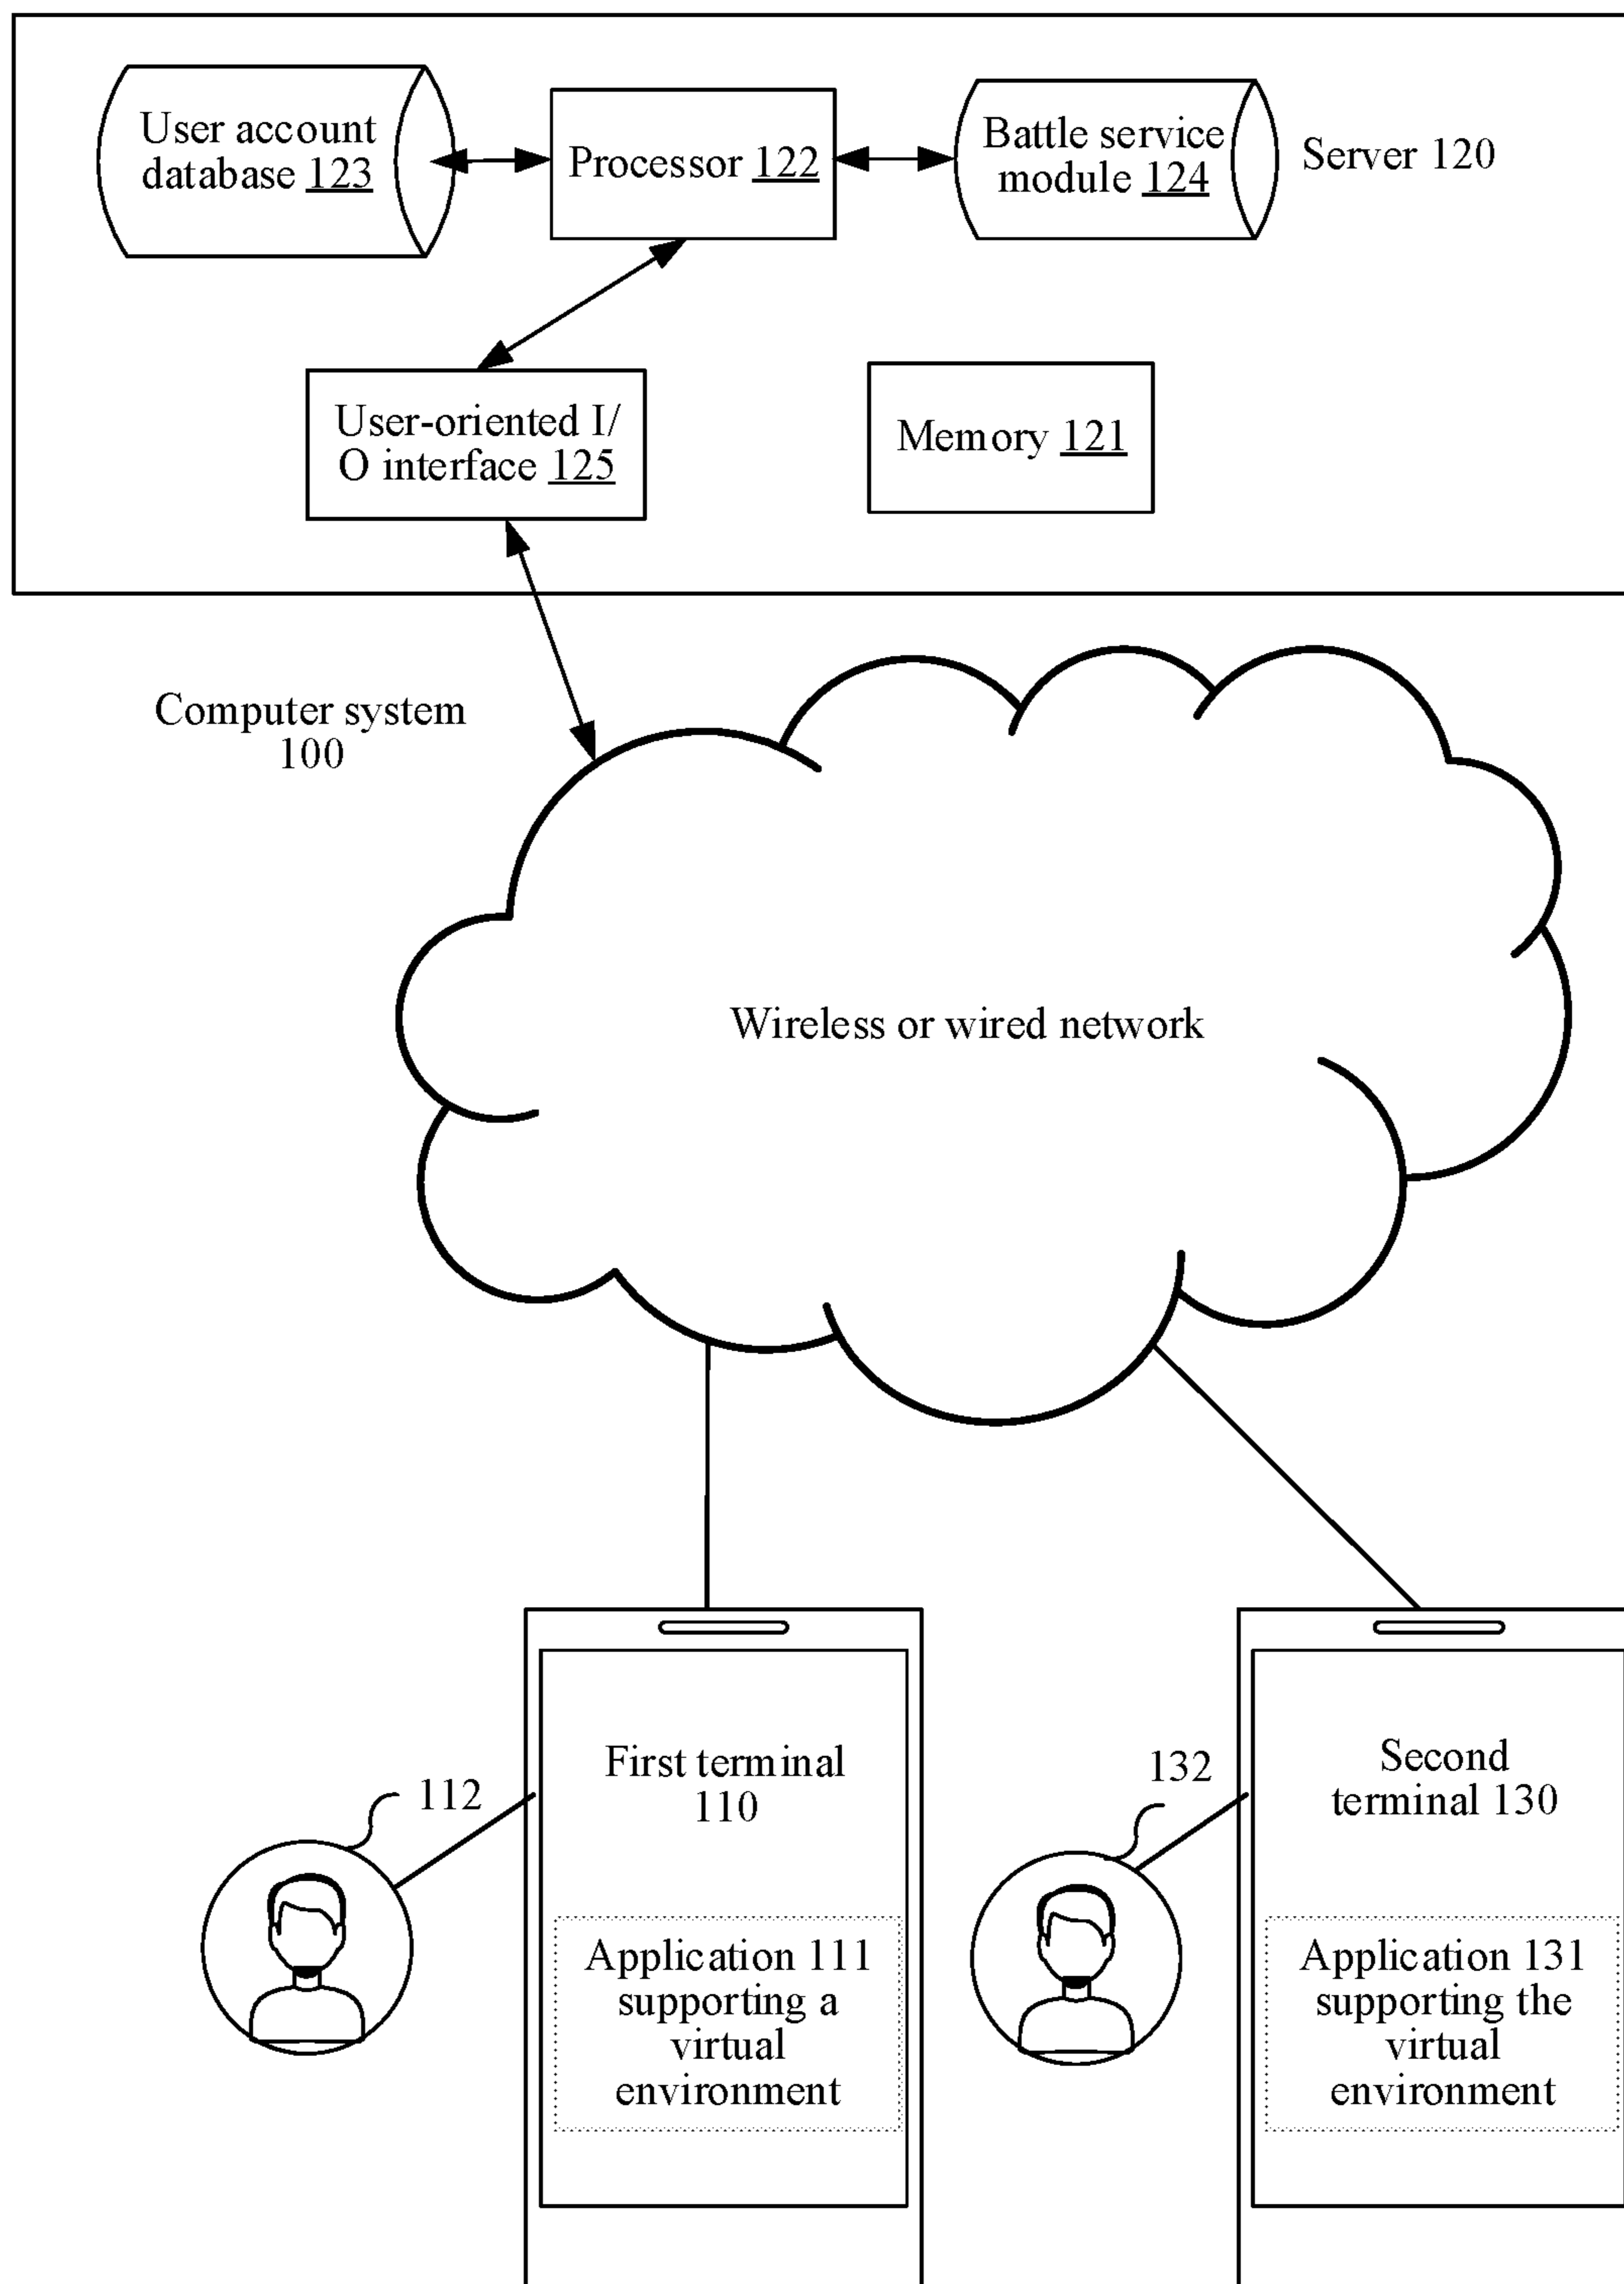 User account
database 123
Processor 122
Battle service
module 124
Server 120
User-oriented I/
O interface 125
Memory 121
Computer system
100
Wireless or wired network
First terminal
110
112
Application 111
supporting a
virtual
environment
Second
terminal 130
132
Application 131
supporting the
virtual
environment